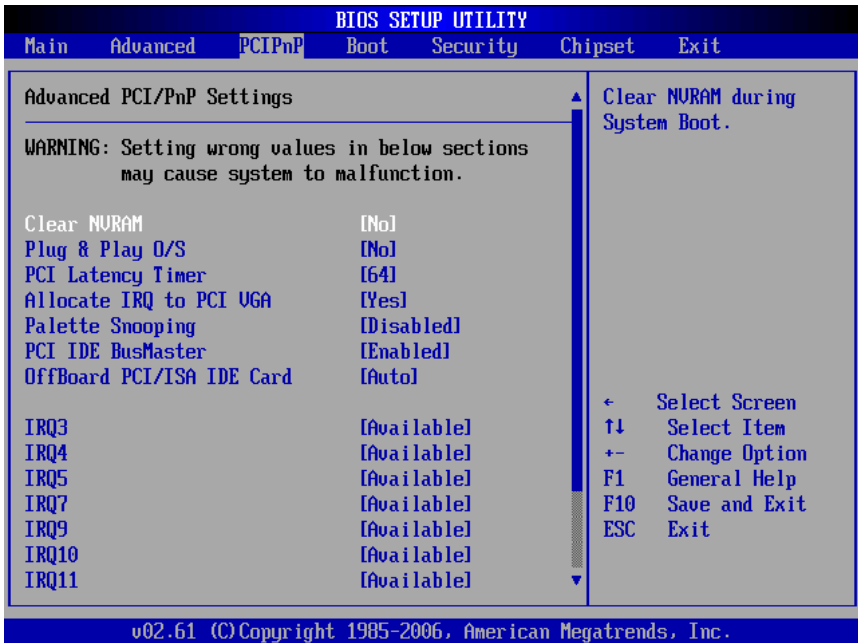 BIOS SETUP UTILITY
Main Advanced PCIPnP Boot Security Chipset Exit
Advanced PCI/PnP Settings
WARNING: Setting wrong values in below sections
may cause system to malfunction.
Clear NVRAM [No]
Plug & Play O/S [No]
PCI Latency Timer [64]
Allocate IRQ to PCI VGA [Yes]
Palette Snooping [Disabled]
PCI IDE BusMaster [Enabled]
OffBoard PCI/ISA IDE Card [Auto]
IRQ3 [Available]
IRQ4 [Available]
IRQ5 [Available]
IRQ7 [Available]
IRQ9 [Available]
IRQ10 [Available]
IRQ11 [Available]
Clear NVRAM during
System Boot.
← Select Screen
↑↓ Select Item
+- Change Option
F1 General Help
F10 Save and Exit
ESC Exit
v02.61 (C)Copyright 1985-2006, American Megatrends, Inc.